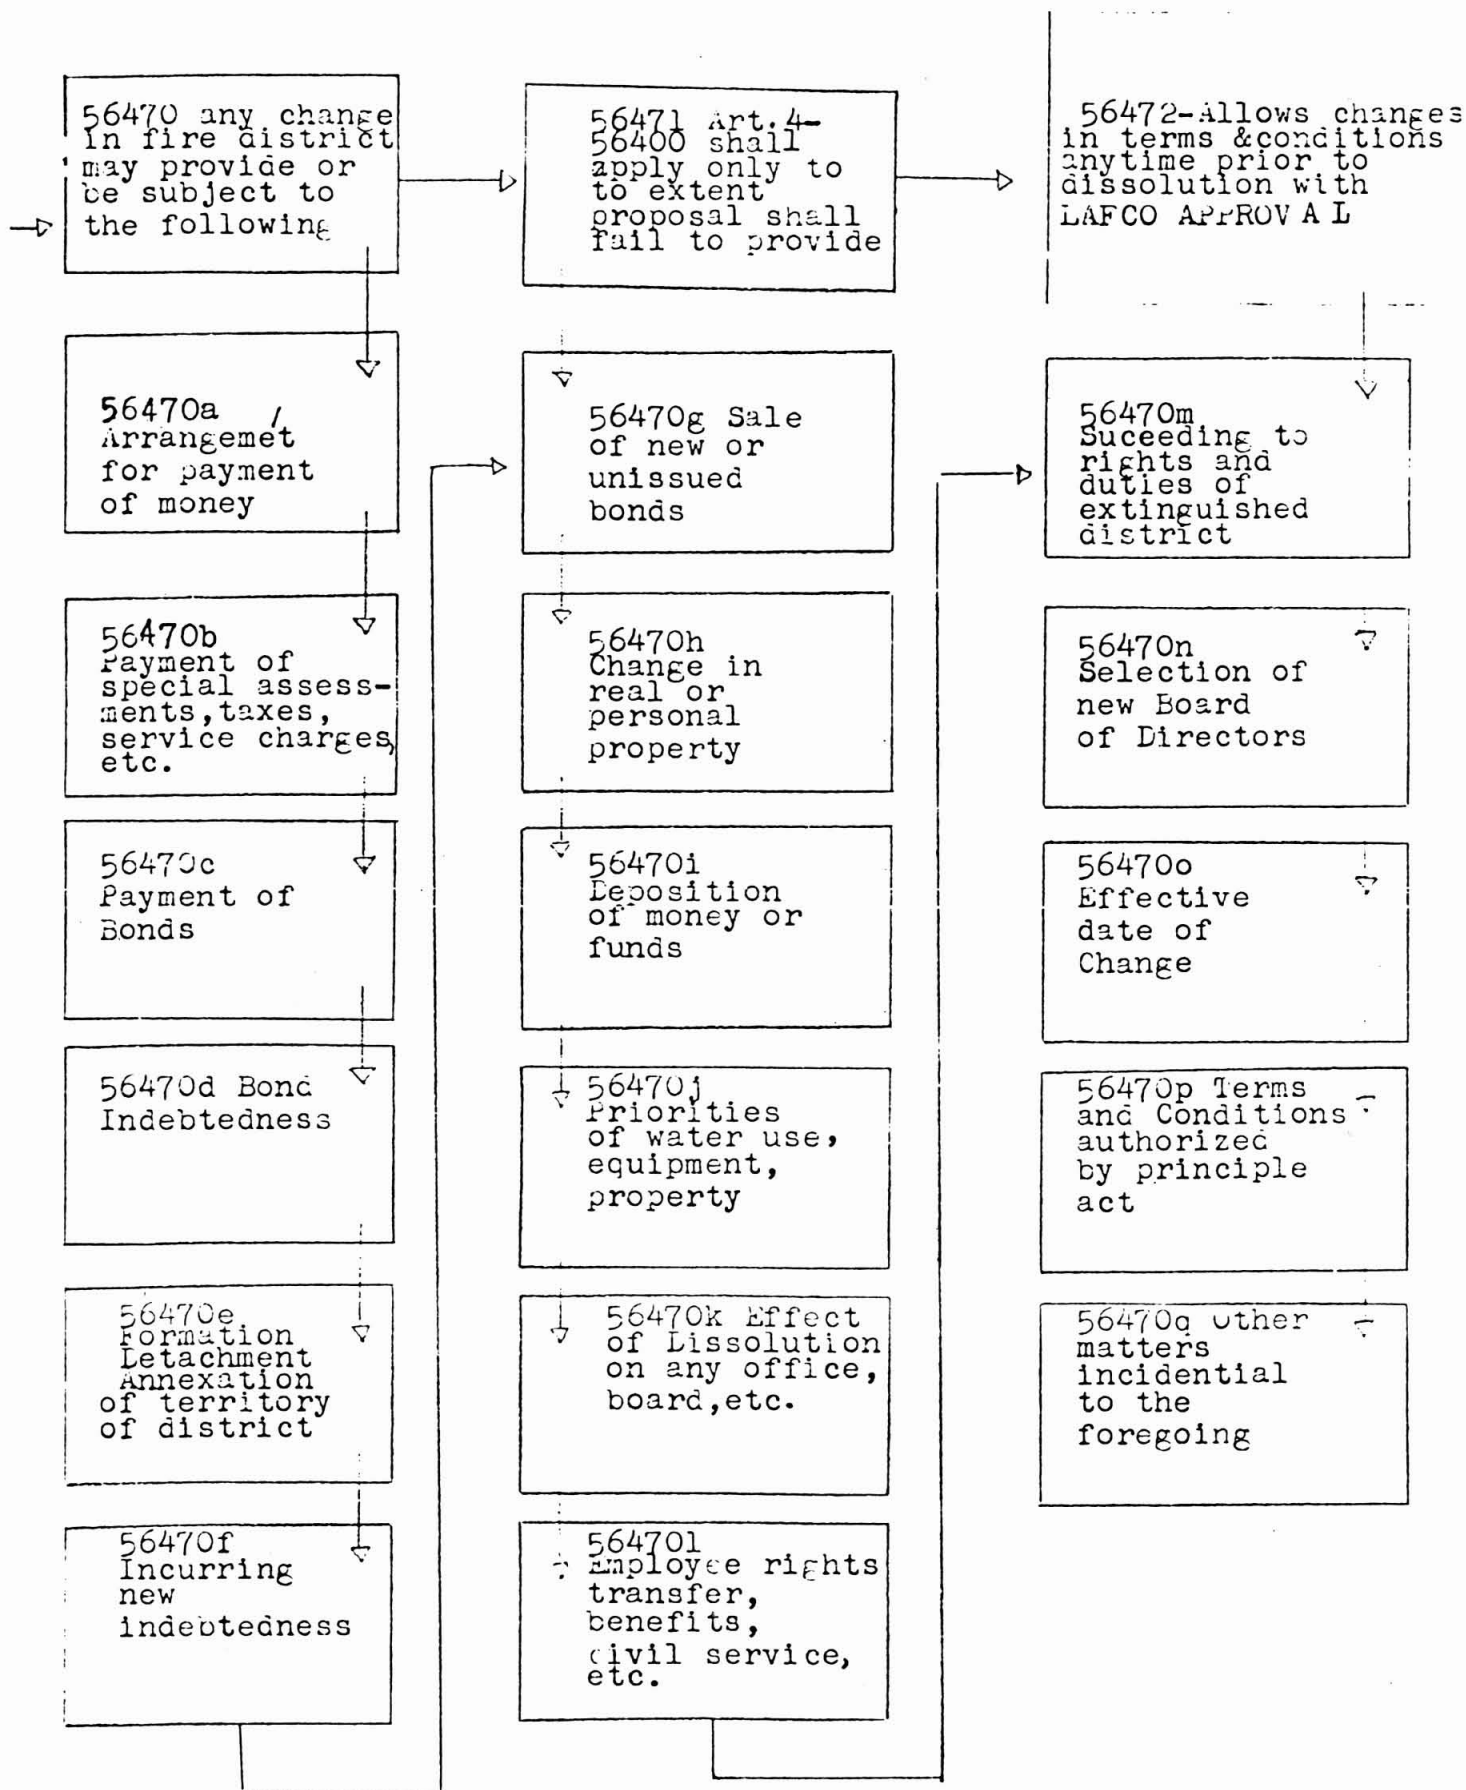 56470 any change
in fire district
may provide or
be subject to
the following
56470a
Arrangemet
for payment
of money
56470b
Payment of
special assess-
ments,taxes,
service charges,
etc.
56470c
Payment of
Bonds
56470d Bond
Indebtedness
56470e
Formation
Detachment
Annexation
of territory
of district
56470f
Incurring
new
indebtedness
56471 Art.4-
56400 shall
apply only to
to extent
proposal shall
fail to provide
56470g Sale
of new or
unissued
bonds
56470h
Change in
real or
personal
property
56470i
Deposition
of money or
funds
56470j
Priorities
of water use,
equipment,
property
56470k Effect
of Dissolution
on any office,
board,etc.
56470l
Employee rights
transfer,
benefits,
civil service,
etc.
56472-Allows changes
in terms &conditions
anytime prior to
dissolution with
LAFCO APPROVAL
56470m
Suceeding to
rights and
duties of
extinguished
district
56470n
Selection of
new Board
of Directors
56470o
Effective
date of
Change
56470p Terms
and Conditions
authorized
by principle
act
56470q Other
matters
incidential
to the
foregoing